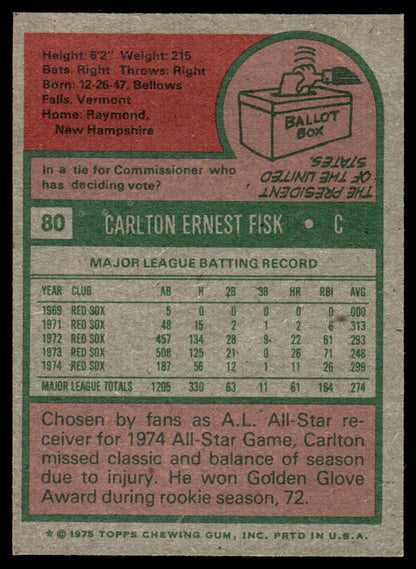 Height: 6'2" Weight: 215
Bats: Right Throws: Right
Born: 12-26-47, Bellows
Falls, Vermont
Home: Raymond,
New Hampshire
BALLOT
BOX
In a tie for Commissioner who
has deciding vote?
THE PRESIDENT
OF THE UNITED
STATES.
80 CARLTON ERNEST FISK • C
MAJOR LEAGUE BATTING RECORD
YEAR CLUB AB H 2B 3B HR RBI AVG
1969 RED SOX 5 0 0 0 0 0 .000
1971 RED SOX 48 15 2 1 2 6 .313
1972 RED SOX 457 134 28 9 22 61 .293
1973 RED SOX 508 125 21 0 26 71 .246
1974 RED SOX 187 56 12 1 11 26 .299
MAJOR LEAGUE TOTALS 1205 330 63 11 61 164 .274
Chosen by fans as A.L. All-Star re-
ceiver for 1974 All-Star Game, Carlton
missed classic and balance of season
due to injury. He won Golden Glove
Award during rookie season, 72.
* © 1975 TOPPS CHEWING GUM, INC. PRTD IN U.S.A.